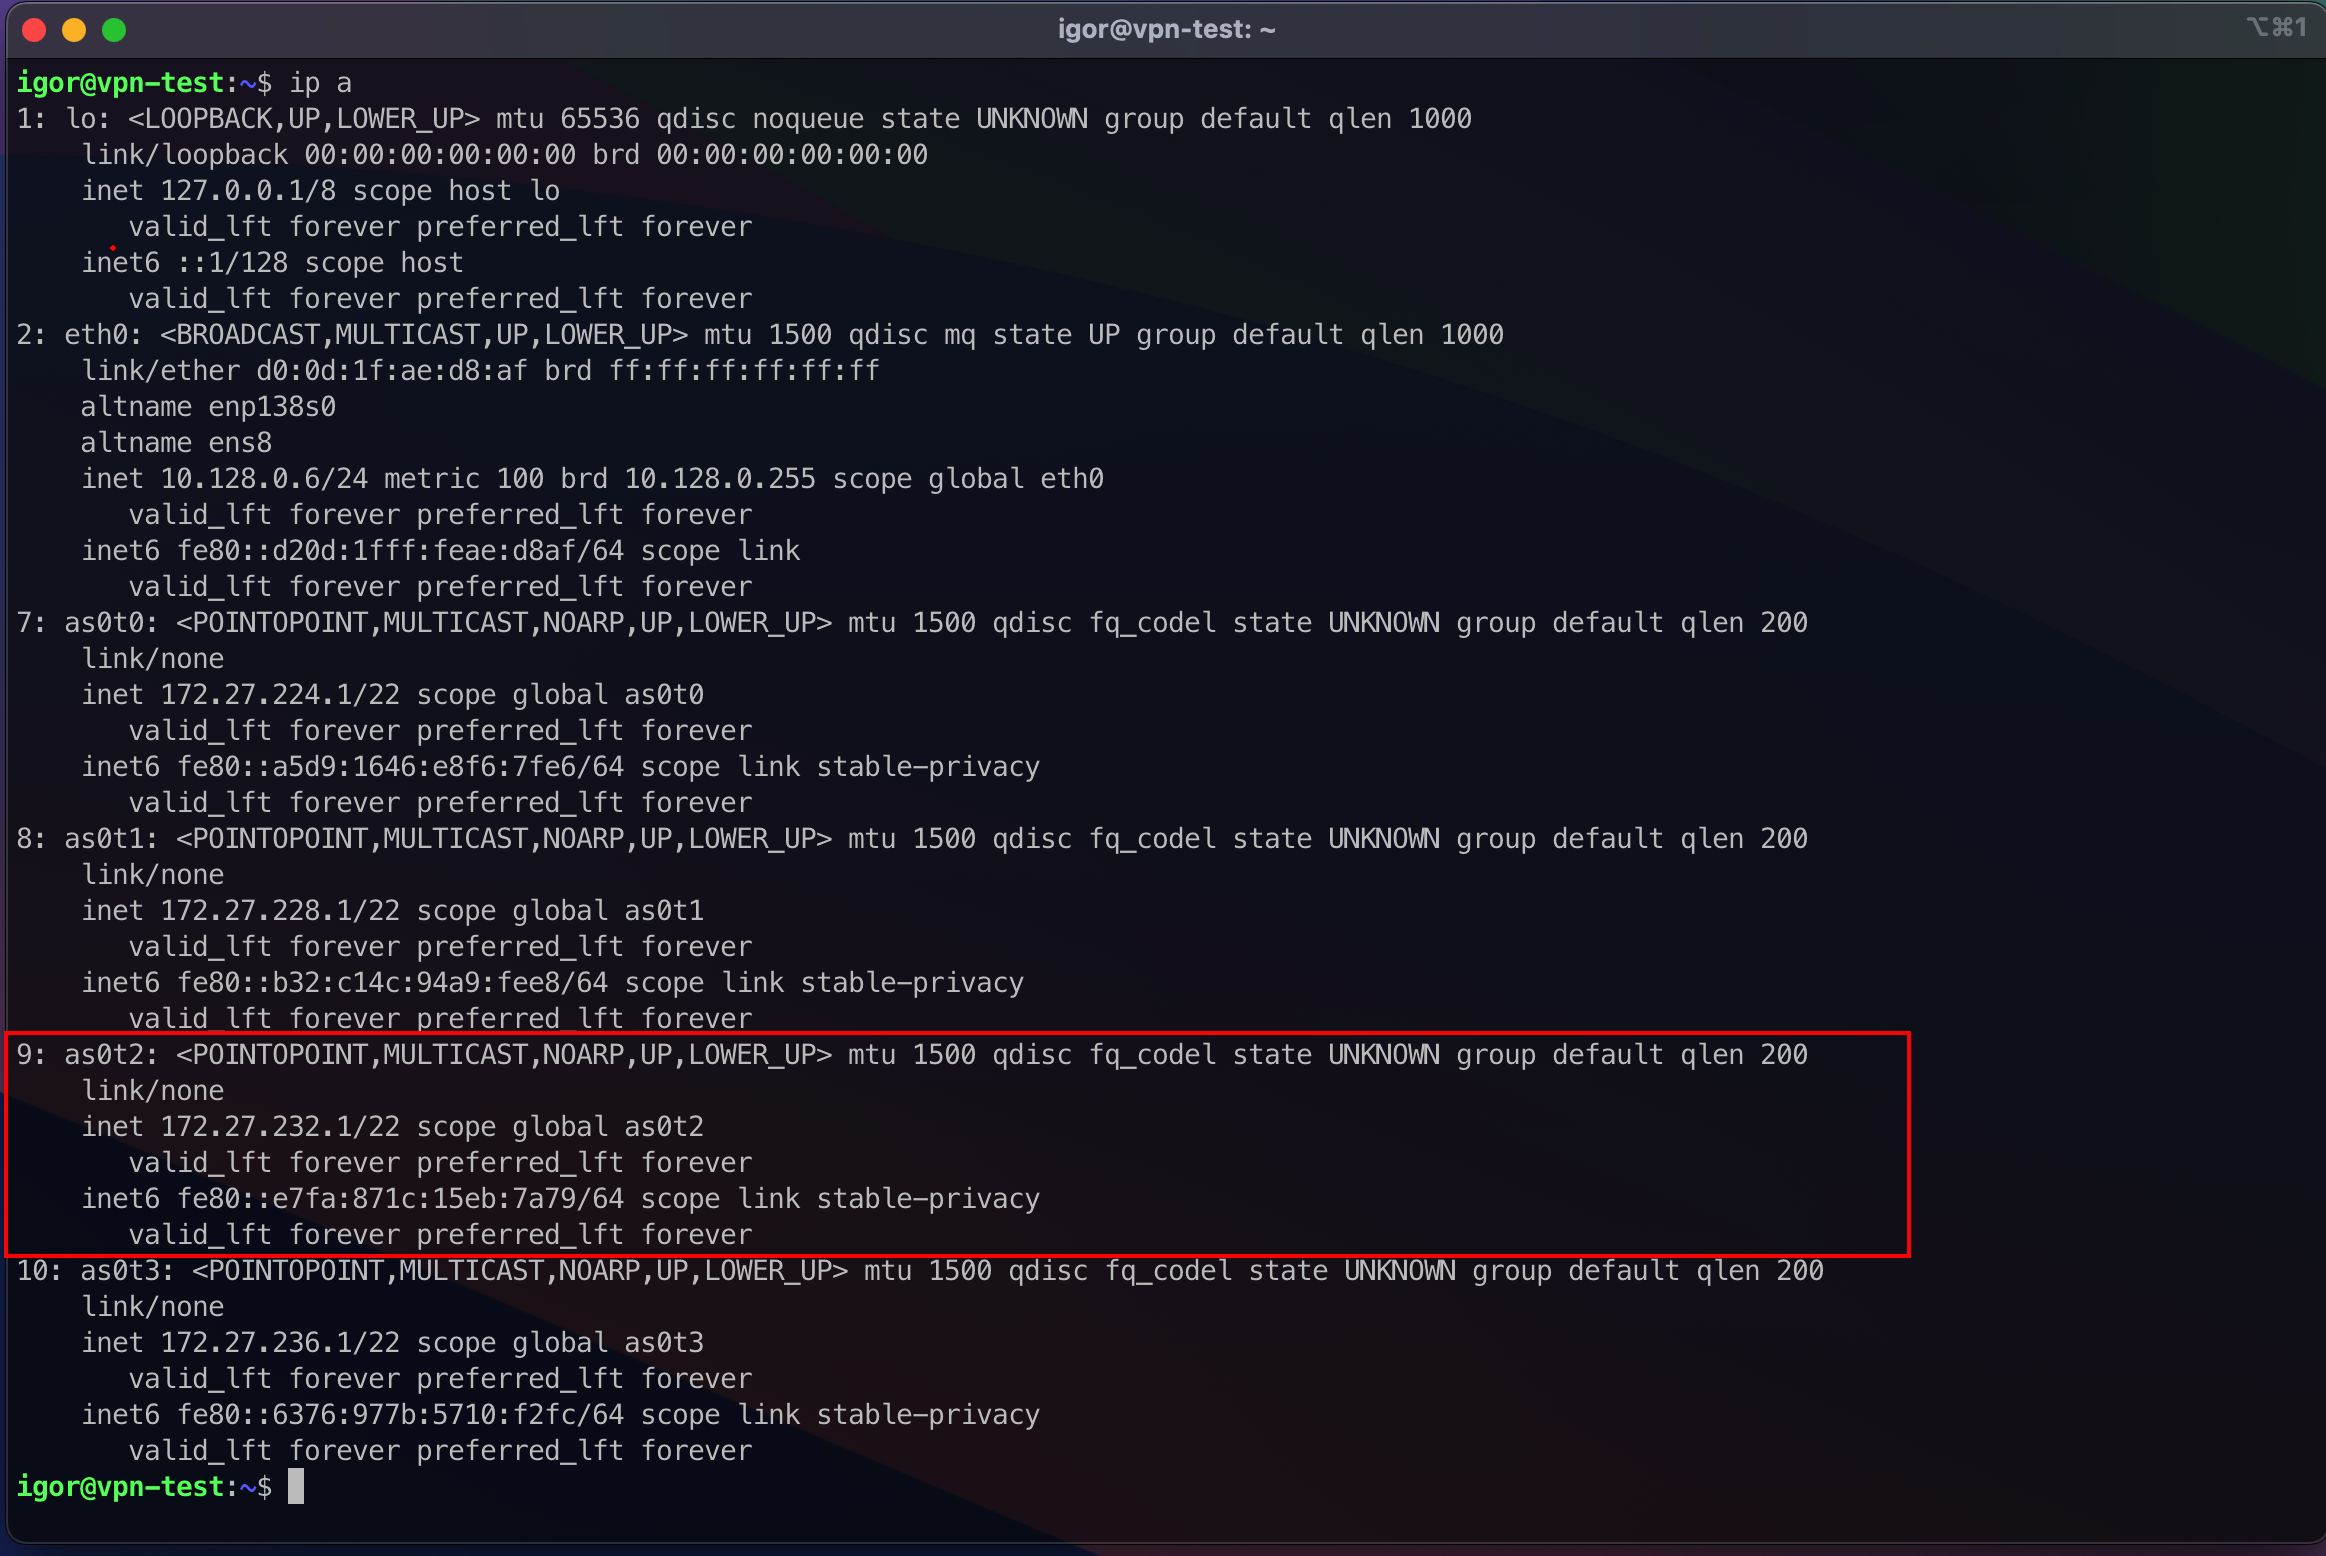 igor@vpn-test: ~
⌥⌘1
igor@vpn-test:~$ ip a
1: lo: <LOOPBACK,UP,LOWER_UP> mtu 65536 qdisc noqueue state UNKNOWN group default qlen 1000
    link/loopback 00:00:00:00:00:00 brd 00:00:00:00:00:00
    inet 127.0.0.1/8 scope host lo
       valid_lft forever preferred_lft forever
    inet6 ::1/128 scope host
       valid_lft forever preferred_lft forever
2: eth0: <BROADCAST,MULTICAST,UP,LOWER_UP> mtu 1500 qdisc mq state UP group default qlen 1000
    link/ether d0:0d:1f:ae:d8:af brd ff:ff:ff:ff:ff:ff
    altname enp138s0
    altname ens8
    inet 10.128.0.6/24 metric 100 brd 10.128.0.255 scope global eth0
       valid_lft forever preferred_lft forever
    inet6 fe80::d20d:1fff:feae:d8af/64 scope link
       valid_lft forever preferred_lft forever
7: as0t0: <POINTOPOINT,MULTICAST,NOARP,UP,LOWER_UP> mtu 1500 qdisc fq_codel state UNKNOWN group default qlen 200
    link/none
    inet 172.27.224.1/22 scope global as0t0
       valid_lft forever preferred_lft forever
    inet6 fe80::a5d9:1646:e8f6:7fe6/64 scope link stable-privacy
       valid_lft forever preferred_lft forever
8: as0t1: <POINTOPOINT,MULTICAST,NOARP,UP,LOWER_UP> mtu 1500 qdisc fq_codel state UNKNOWN group default qlen 200
    link/none
    inet 172.27.228.1/22 scope global as0t1
       valid_lft forever preferred_lft forever
    inet6 fe80::b32:c14c:94a9:fee8/64 scope link stable-privacy
       valid_lft forever preferred_lft forever
9: as0t2: <POINTOPOINT,MULTICAST,NOARP,UP,LOWER_UP> mtu 1500 qdisc fq_codel state UNKNOWN group default qlen 200
    link/none
    inet 172.27.232.1/22 scope global as0t2
       valid_lft forever preferred_lft forever
    inet6 fe80::e7fa:871c:15eb:7a79/64 scope link stable-privacy
       valid_lft forever preferred_lft forever
10: as0t3: <POINTOPOINT,MULTICAST,NOARP,UP,LOWER_UP> mtu 1500 qdisc fq_codel state UNKNOWN group default qlen 200
    link/none
    inet 172.27.236.1/22 scope global as0t3
       valid_lft forever preferred_lft forever
    inet6 fe80::6376:977b:5710:f2fc/64 scope link stable-privacy
       valid_lft forever preferred_lft forever
igor@vpn-test:~$